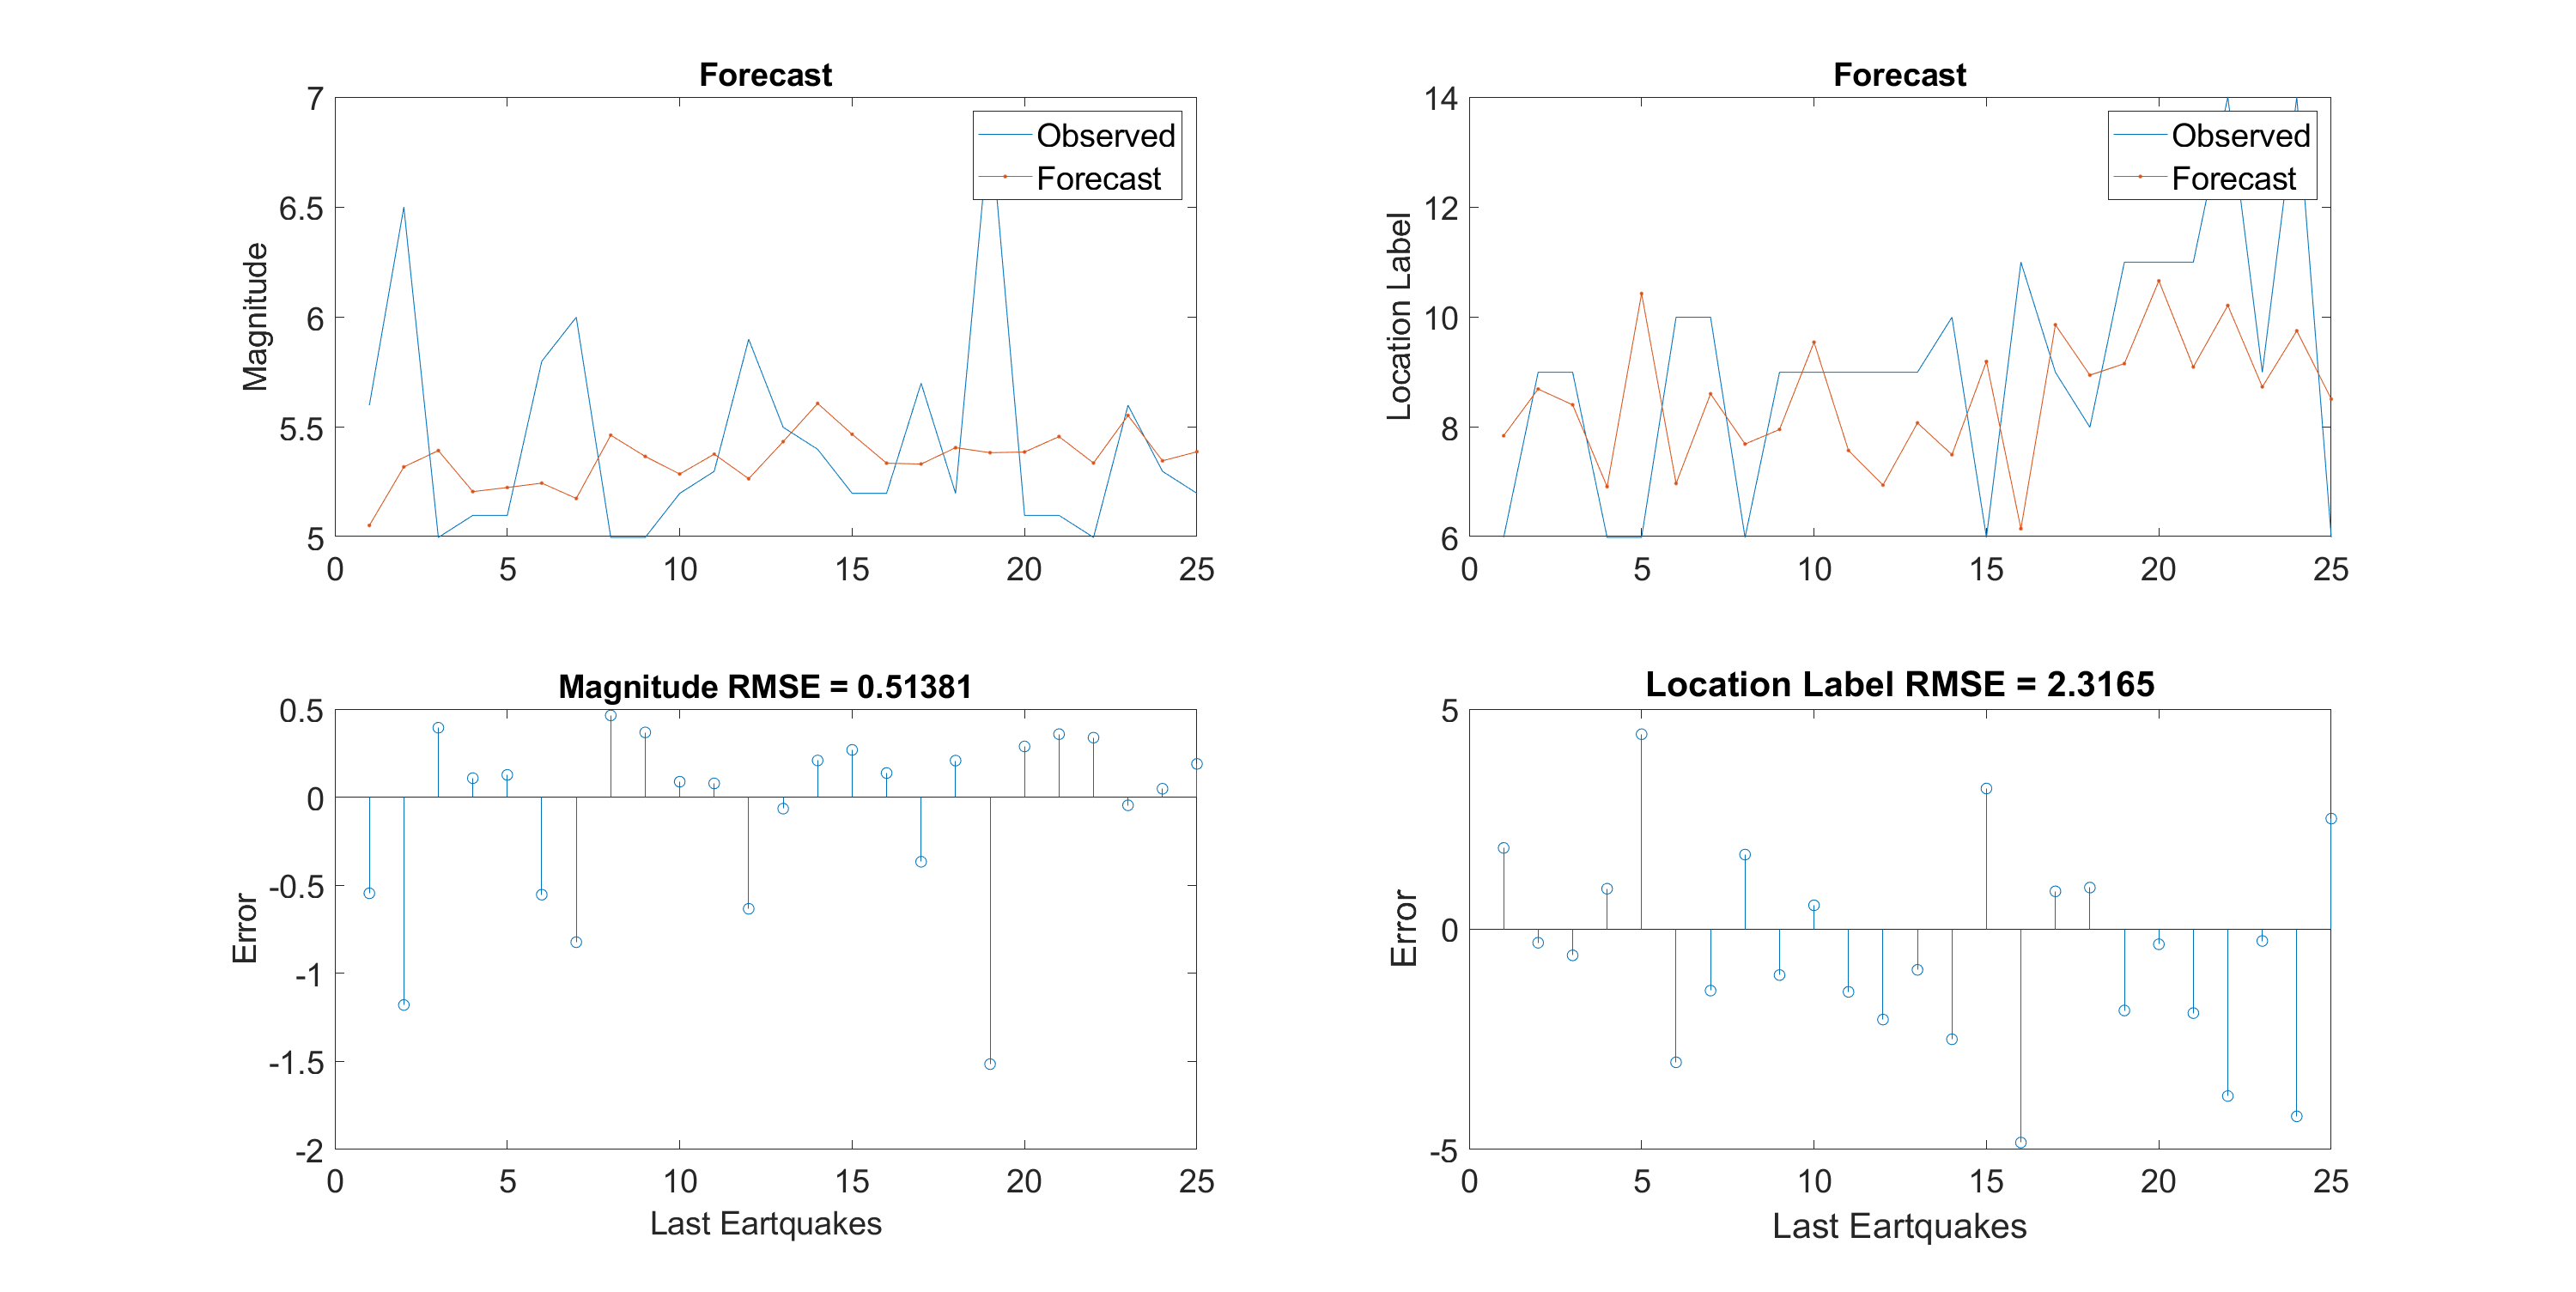 Forecast
7
6.5
6
5.5
5
Magnitude
0 5 10 15 20 25
Observed
Forecast
Forecast
14
12
10
8
6
Location Label
0 5 10 15 20 25
Observed
Forecast
Magnitude RMSE = 0.51381
0.5
0
-0.5
-1
-1.5
-2
Error
0 5 10 15 20 25
Last Eartquakes
Location Label RMSE = 2.3165
5
0
-5
Error
0 5 10 15 20 25
Last Eartquakes